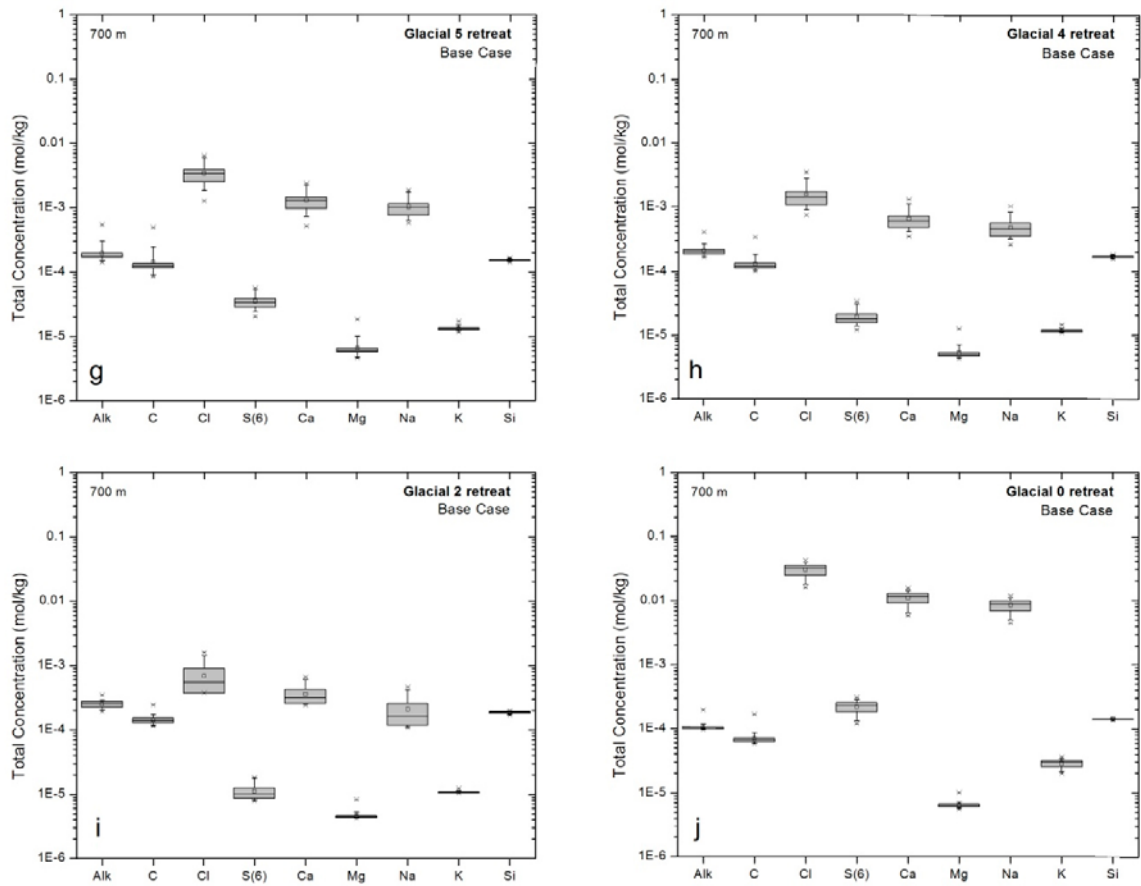 700 m
Glacial 5 retreat
Base Case
Total Concentration (mol/kg)
1
0.1
0.01
1E-3
1E-4
1E-5
1E-6
g
Alk C Cl S(6) Ca Mg Na K Si
700 m
Glacial 4 retreat
Base Case
Total Concentration (mol/kg)
1
0.1
0.01
1E-3
1E-4
1E-5
1E-6
h
Alk C Cl S(6) Ca Mg Na K Si
700 m
Glacial 2 retreat
Base Case
Total Concentration (mol/kg)
1
0.1
0.01
1E-3
1E-4
1E-5
1E-6
i
Alk C Cl S(6) Ca Mg Na K Si
700 m
Glacial 0 retreat
Base Case
Total Concentration (mol/kg)
1
0.1
0.01
1E-3
1E-4
1E-5
1E-6
j
Alk C Cl S(6) Ca Mg Na K Si